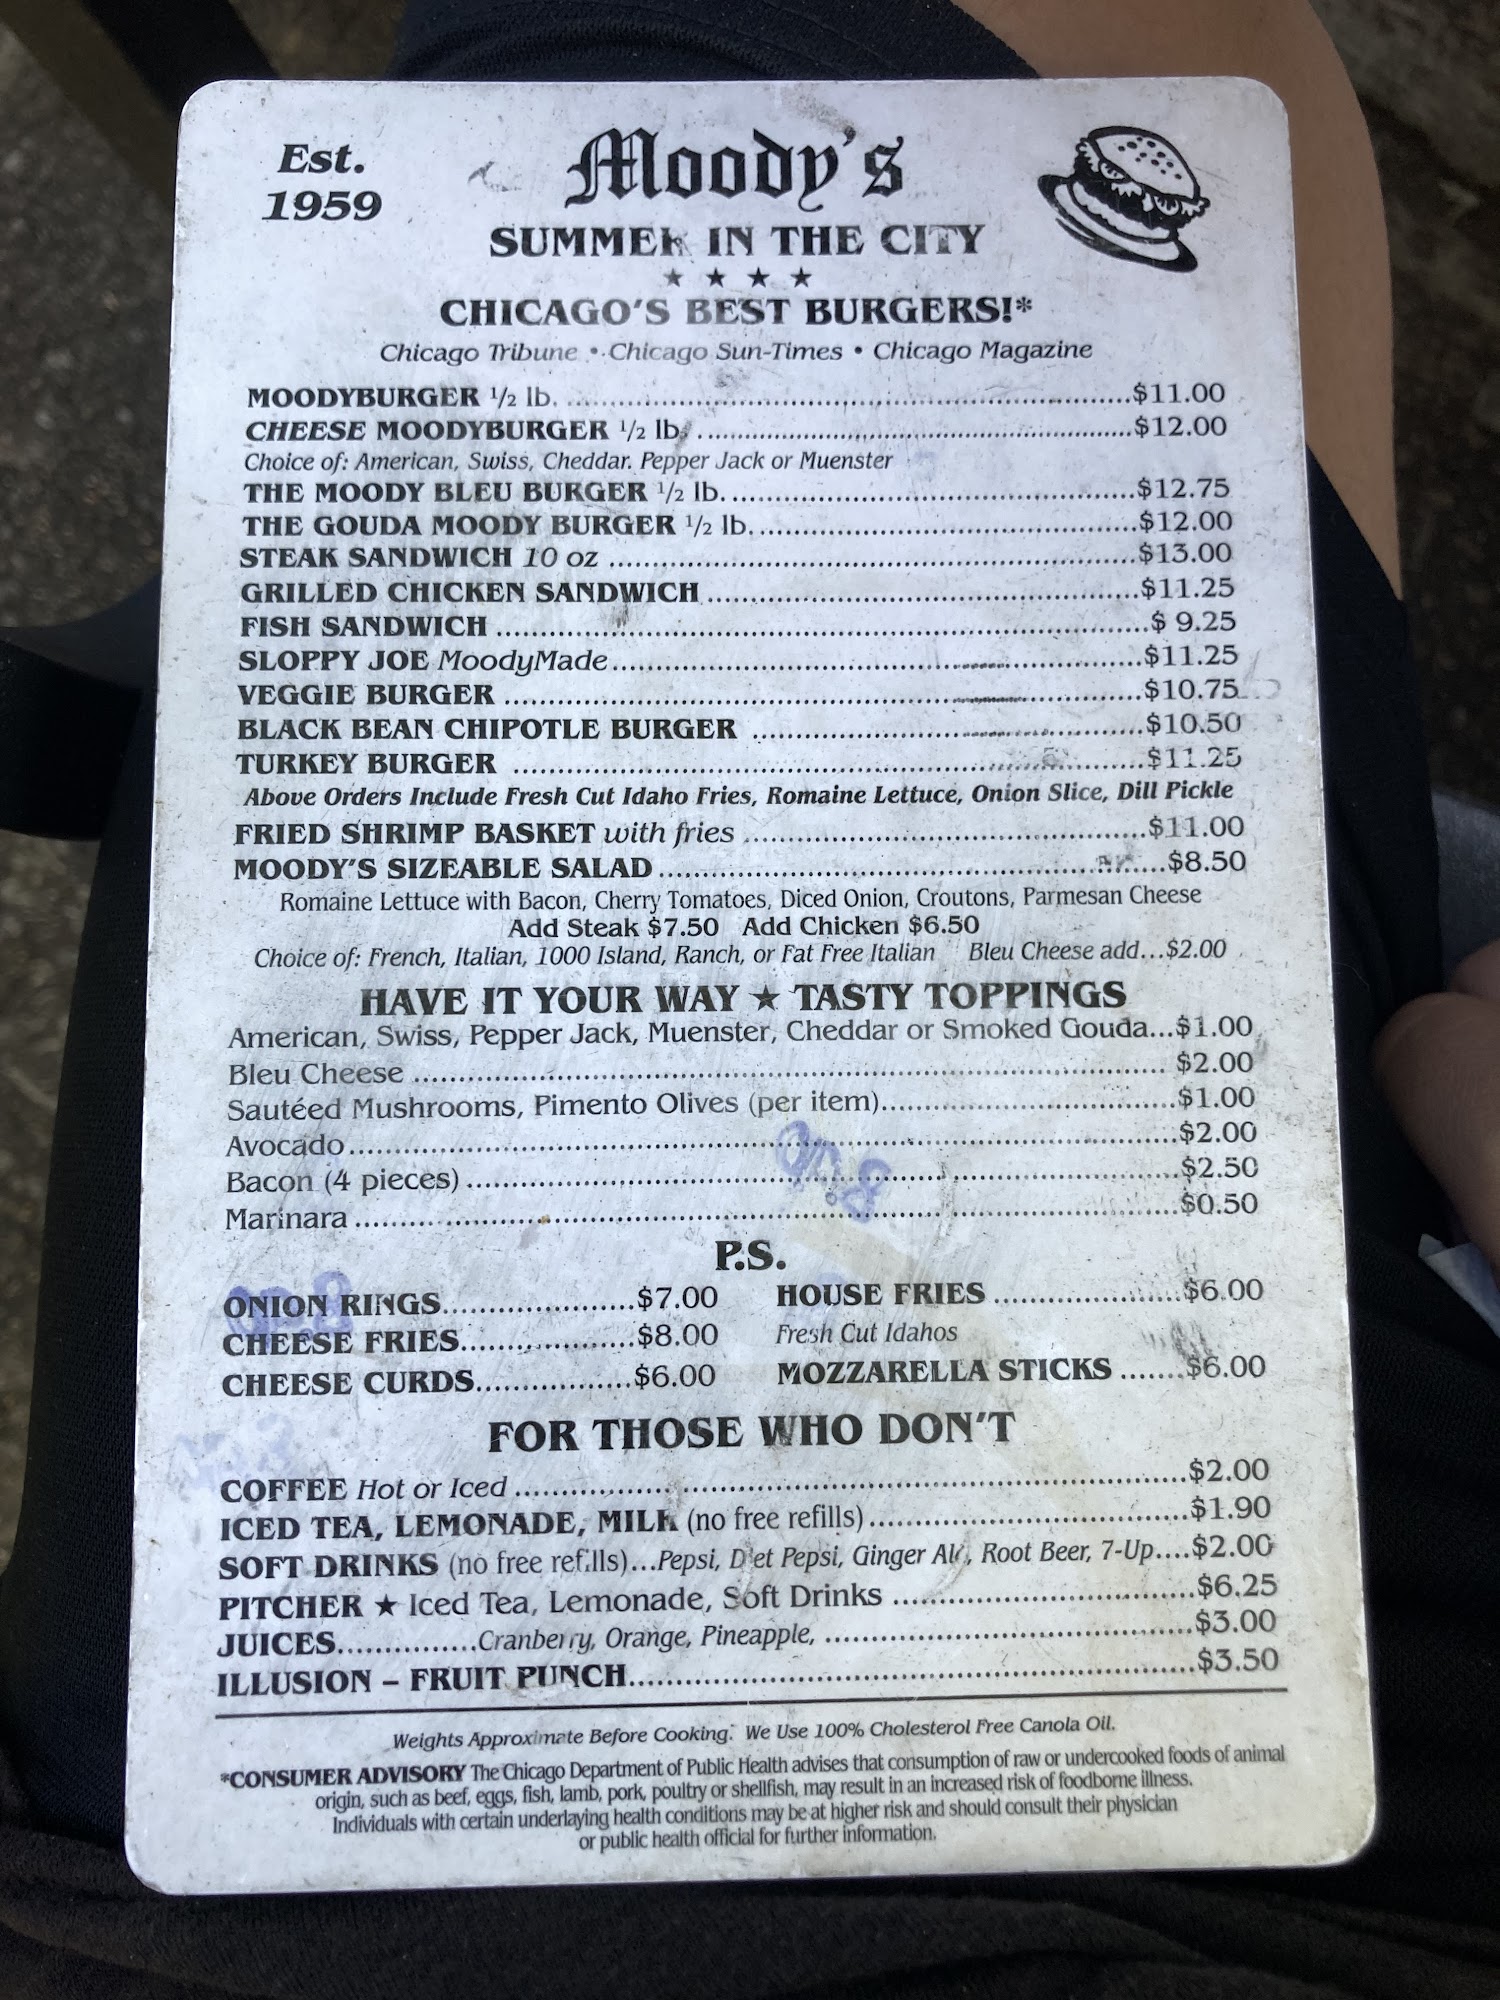 Est.
1959
Moody's
SUMMER IN THE CITY
★ ★ ★ ★
CHICAGO'S BEST BURGERS!*
Chicago Tribune • Chicago Sun-Times • Chicago Magazine
MOODYBURGER 1/2 lb. $11.00
CHEESE MOODYBURGER 1/2 lb. $12.00
Choice of: American, Swiss, Cheddar. Pepper Jack or Muenster
THE MOODY BLEU BURGER 1/2 lb. $12.75
THE GOUDA MOODY BURGER 1/2 lb. $12.00
STEAK SANDWICH 10 oz $13.00
GRILLED CHICKEN SANDWICH $11.25
FISH SANDWICH $ 9.25
SLOPPY JOE MoodyMade $11.25
VEGGIE BURGER $10.75
BLACK BEAN CHIPOTLE BURGER $10.50
TURKEY BURGER $11.25
Above Orders Include Fresh Cut Idaho Fries, Romaine Lettuce, Onion Slice, Dill Pickle
FRIED SHRIMP BASKET with fries $11.00
MOODY'S SIZEABLE SALAD $8.50
Romaine Lettuce with Bacon, Cherry Tomatoes, Diced Onion, Croutons, Parmesan Cheese
Add Steak $7.50 Add Chicken $6.50
Choice of: French, Italian, 1000 Island, Ranch, or Fat Free Italian Bleu Cheese add...$2.00
HAVE IT YOUR WAY ★ TASTY TOPPINGS
American, Swiss, Pepper Jack, Muenster, Cheddar or Smoked Gouda...$1.00
Bleu Cheese $2.00
Sautéed Mushrooms, Pimento Olives (per item) $1.00
Avocado $2.00
Bacon (4 pieces) $2.50
Marinara $0.50
P.S.
ONION RINGS $7.00 HOUSE FRIES $6.00
CHEESE FRIES $8.00 Fresh Cut Idahos
CHEESE CURDS $6.00 MOZZARELLA STICKS $6.00
FOR THOSE WHO DON'T
COFFEE Hot or Iced $2.00
ICED TEA, LEMONADE, MILK (no free refills) $1.90
SOFT DRINKS (no free refills)...Pepsi, Diet Pepsi, Ginger Ale, Root Beer, 7-Up....$2.00
PITCHER ★ Iced Tea, Lemonade, Soft Drinks $6.25
JUICES Cranberry, Orange, Pineapple, $3.00
ILLUSION – FRUIT PUNCH $3.50
Weights Approximate Before Cooking. We Use 100% Cholesterol Free Canola Oil.
*CONSUMER ADVISORY The Chicago Department of Public Health advises that consumption of raw or undercooked foods of animal
origin, such as beef, eggs, fish, lamb, pork, poultry or shellfish, may result in an increased risk of foodborne illness.
Individuals with certain underlaying health conditions may be at higher risk and should consult their physician
or public health official for further information.